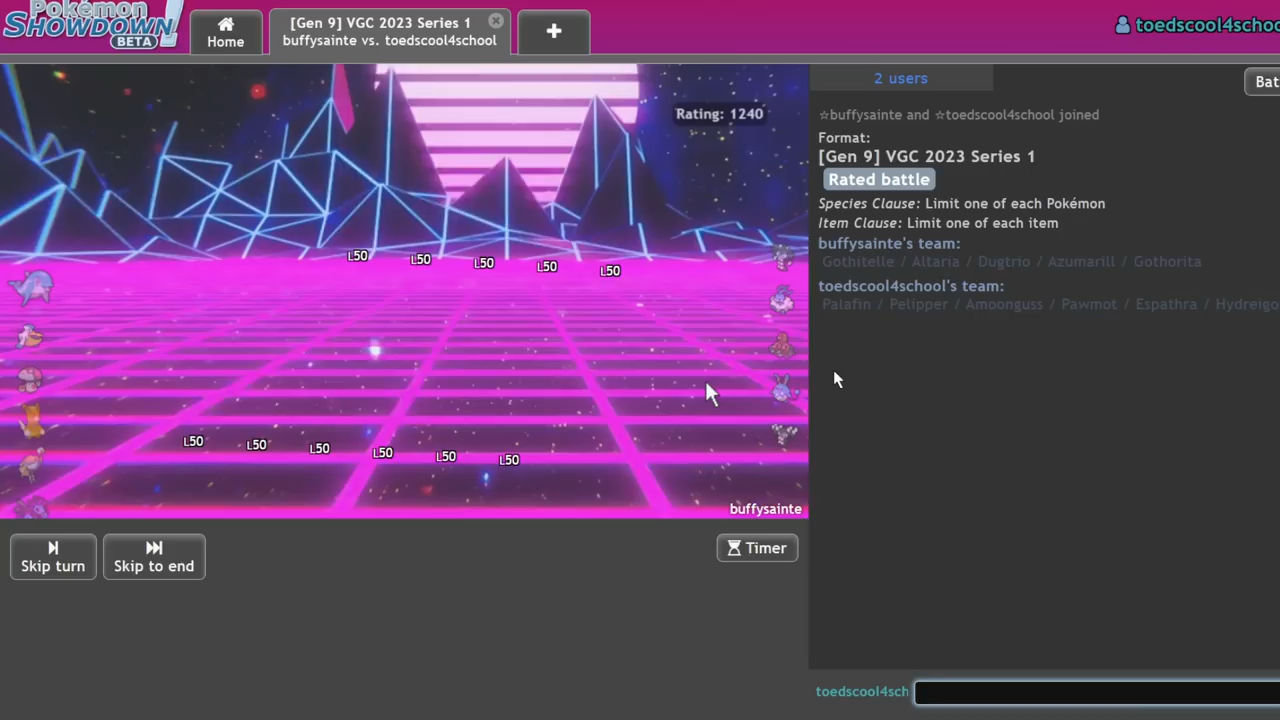 Pokémon
SHOWDOWN!
BETA
Home
[Gen 9] VGC 2023 Series 1
buffysainte vs. toedscool4school
toedscool4schoo
Rating: 1240
L50
L50
L50
L50
L50
L50
L50
L50
L50
L50
L50
buffysainte
Skip turn
Skip to end
Timer
2 users
Bat
☆buffysainte and ☆toedscool4school joined
Format:
[Gen 9] VGC 2023 Series 1
Rated battle
Species Clause: Limit one of each Pokémon
Item Clause: Limit one of each item
buffysainte's team:
Gothitelle / Altaria / Dugtrio / Azumarill / Gothorita
toedscool4school's team:
Palafin / Pelipper / Amoonguss / Pawmot / Espathra / Hydreigo
toedscool4sch